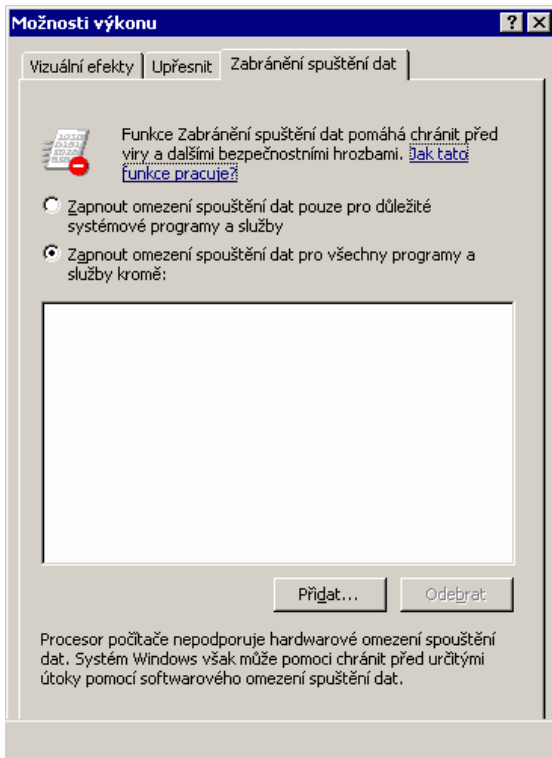 Možnosti výkonu
Vizuální efekty
Upřesnit
Zabránění spuštění dat
Funkce Zabránění spuštění dat pomáhá chránit před
viry a dalšími bezpečnostními hrozbami. Jak tato
funkce pracuje?
Zapnout omezení spouštění dat pouze pro důležité
systémové programy a služby
Zapnout omezení spouštění dat pro všechny programy a
služby kromě:
Přidat...
Odebrat
Procesor počítače nepodporuje hardwarové omezení spouštění
dat. Systém Windows však může pomoci chránit před určitými
útoky pomocí softwarového omezení spuštění dat.